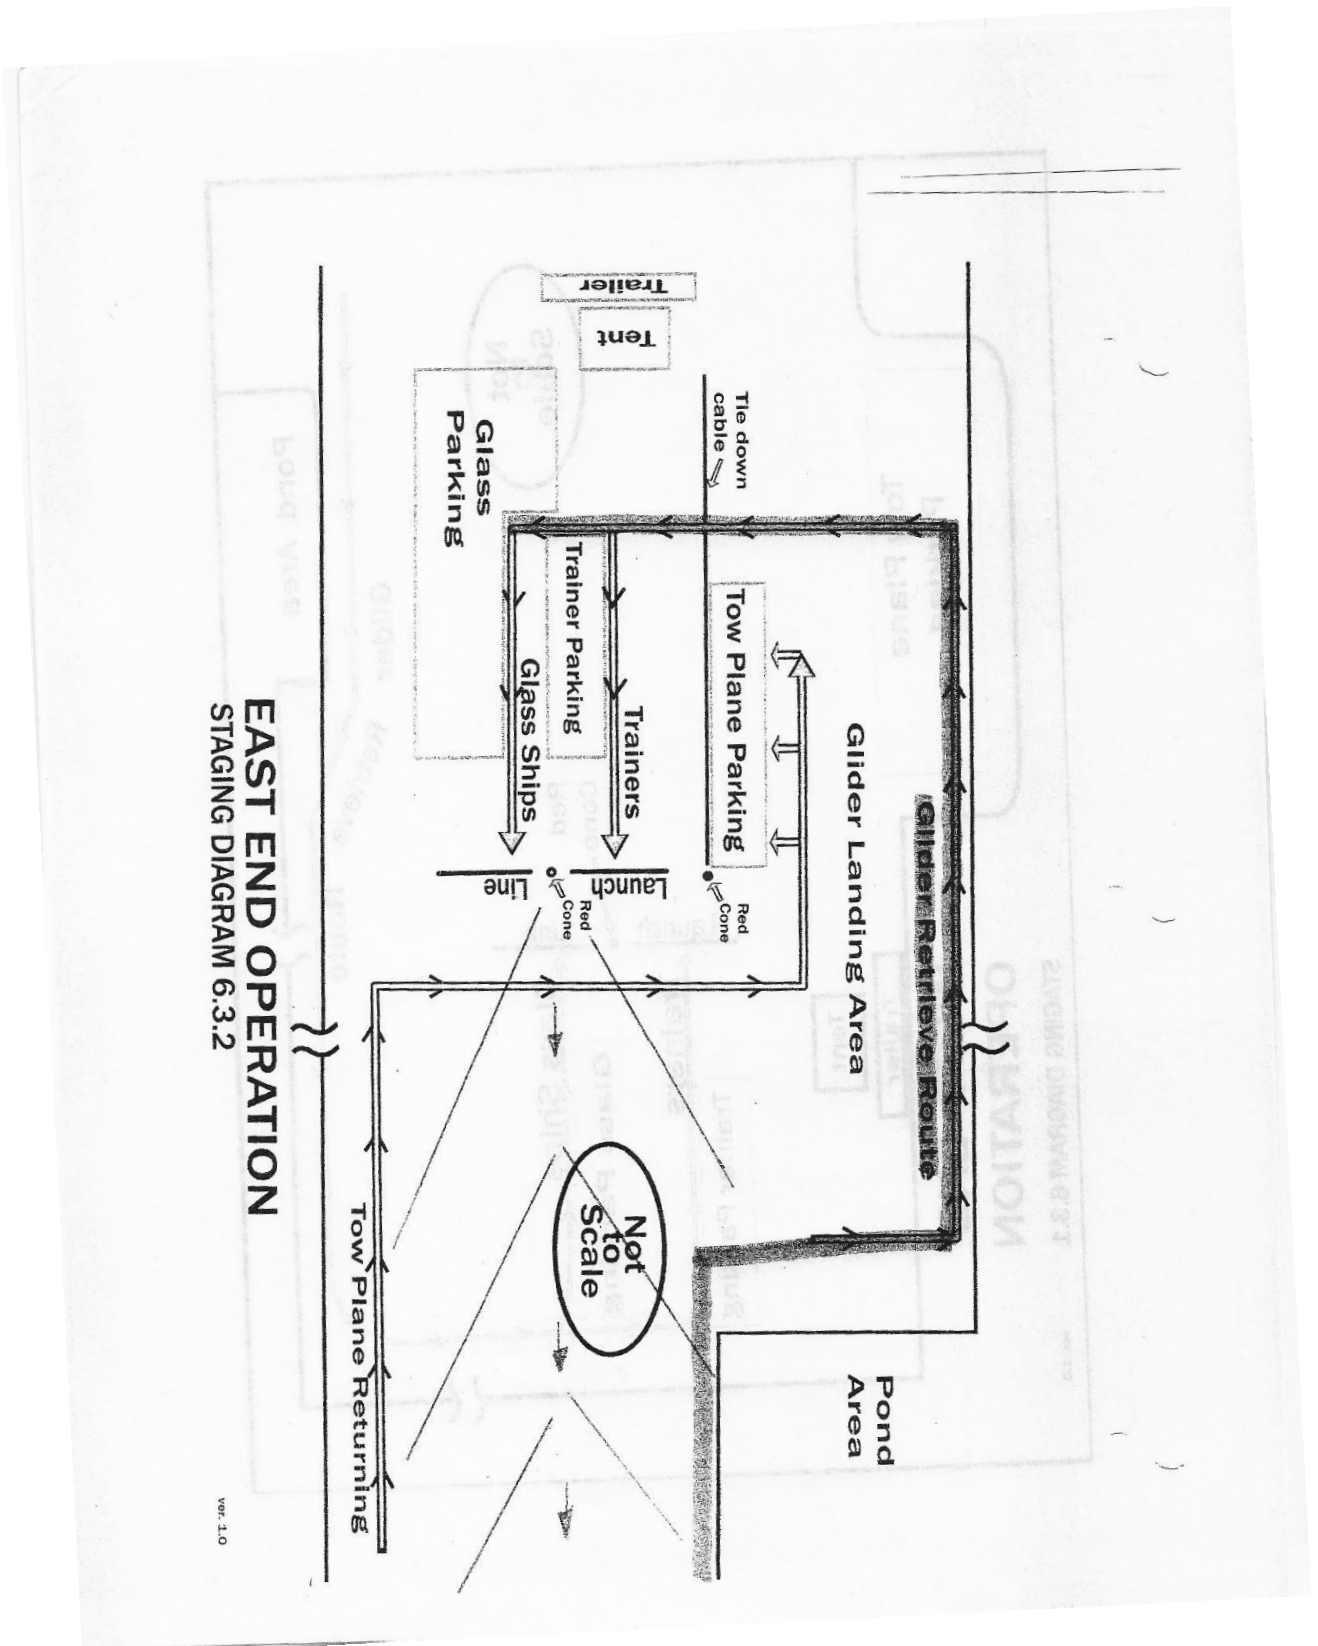 Pond
Area
Glider Retrieve Route
Glider Landing Area
Tie down
cable
Tow Plane Parking
Red
Cone
Trailer
Tent
Trainers
Launch
Trainer Parking
Red
Cone
Glass Ships
Line
Glass
Parking
Not
to
Scale
Tow Plane Returning
EAST END OPERATION
STAGING DIAGRAM 6.3.2
ver. 1.0